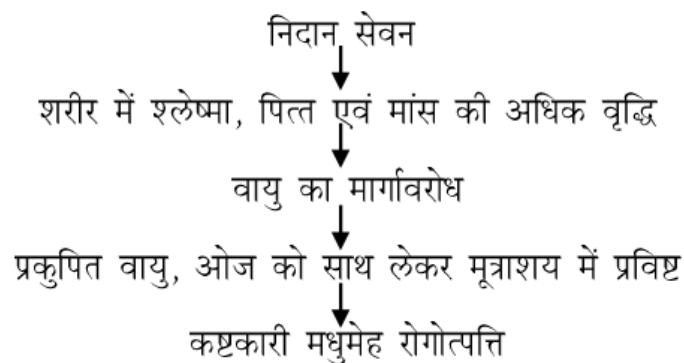 निदान सेवन
शरीर में श्लेष्मा, पित्त एवं मांस की अधिक वृद्धि
वायु का मार्गावरोध
प्रकुपित वायु, ओज को साथ लेकर मूत्राशय में प्रविष्ट
कष्टकारी मधुमेह रोगोत्पत्ति